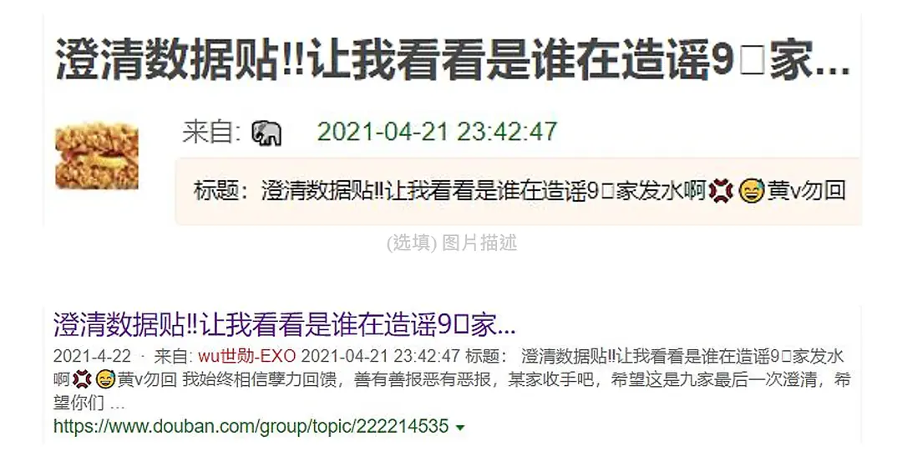 澄清数据贴‼让我看看是谁在造谣9□家...
来自: 🐘 2021-04-21 23:42:47
标题：澄清数据贴‼让我看看是谁在造谣9□家发水啊💢😅黄v勿回
(选填) 图片描述
澄清数据贴‼让我看看是谁在造谣9□家...
2021-4-22 · 来自: wu世勋-EXO 2021-04-21 23:42:47 标题： 澄清数据贴‼让我看看是谁在造谣9□家发水
啊💢😅黄v勿回 我始终相信孽力回馈，善有善报恶有恶报，某家收手吧，希望这是九家最后一次澄清，希
望你们 ...
https://www.douban.com/group/topic/222214535